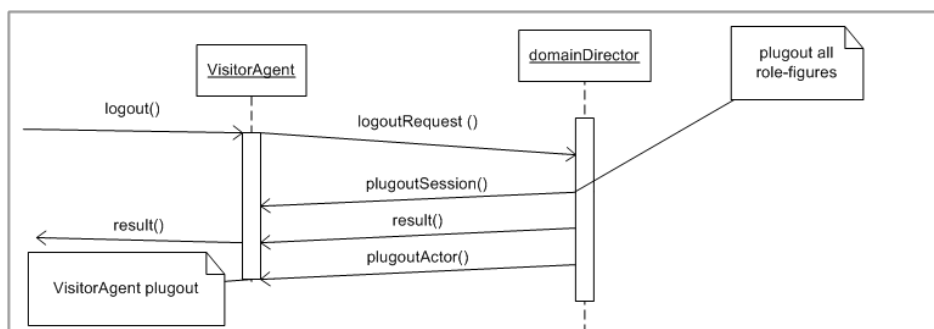 plugout all
role-figures
VisitorAgent
domainDirector
logout()
logoutRequest ()
plugoutSession()
result()
result()
plugoutActor()
VisitorAgent plugout